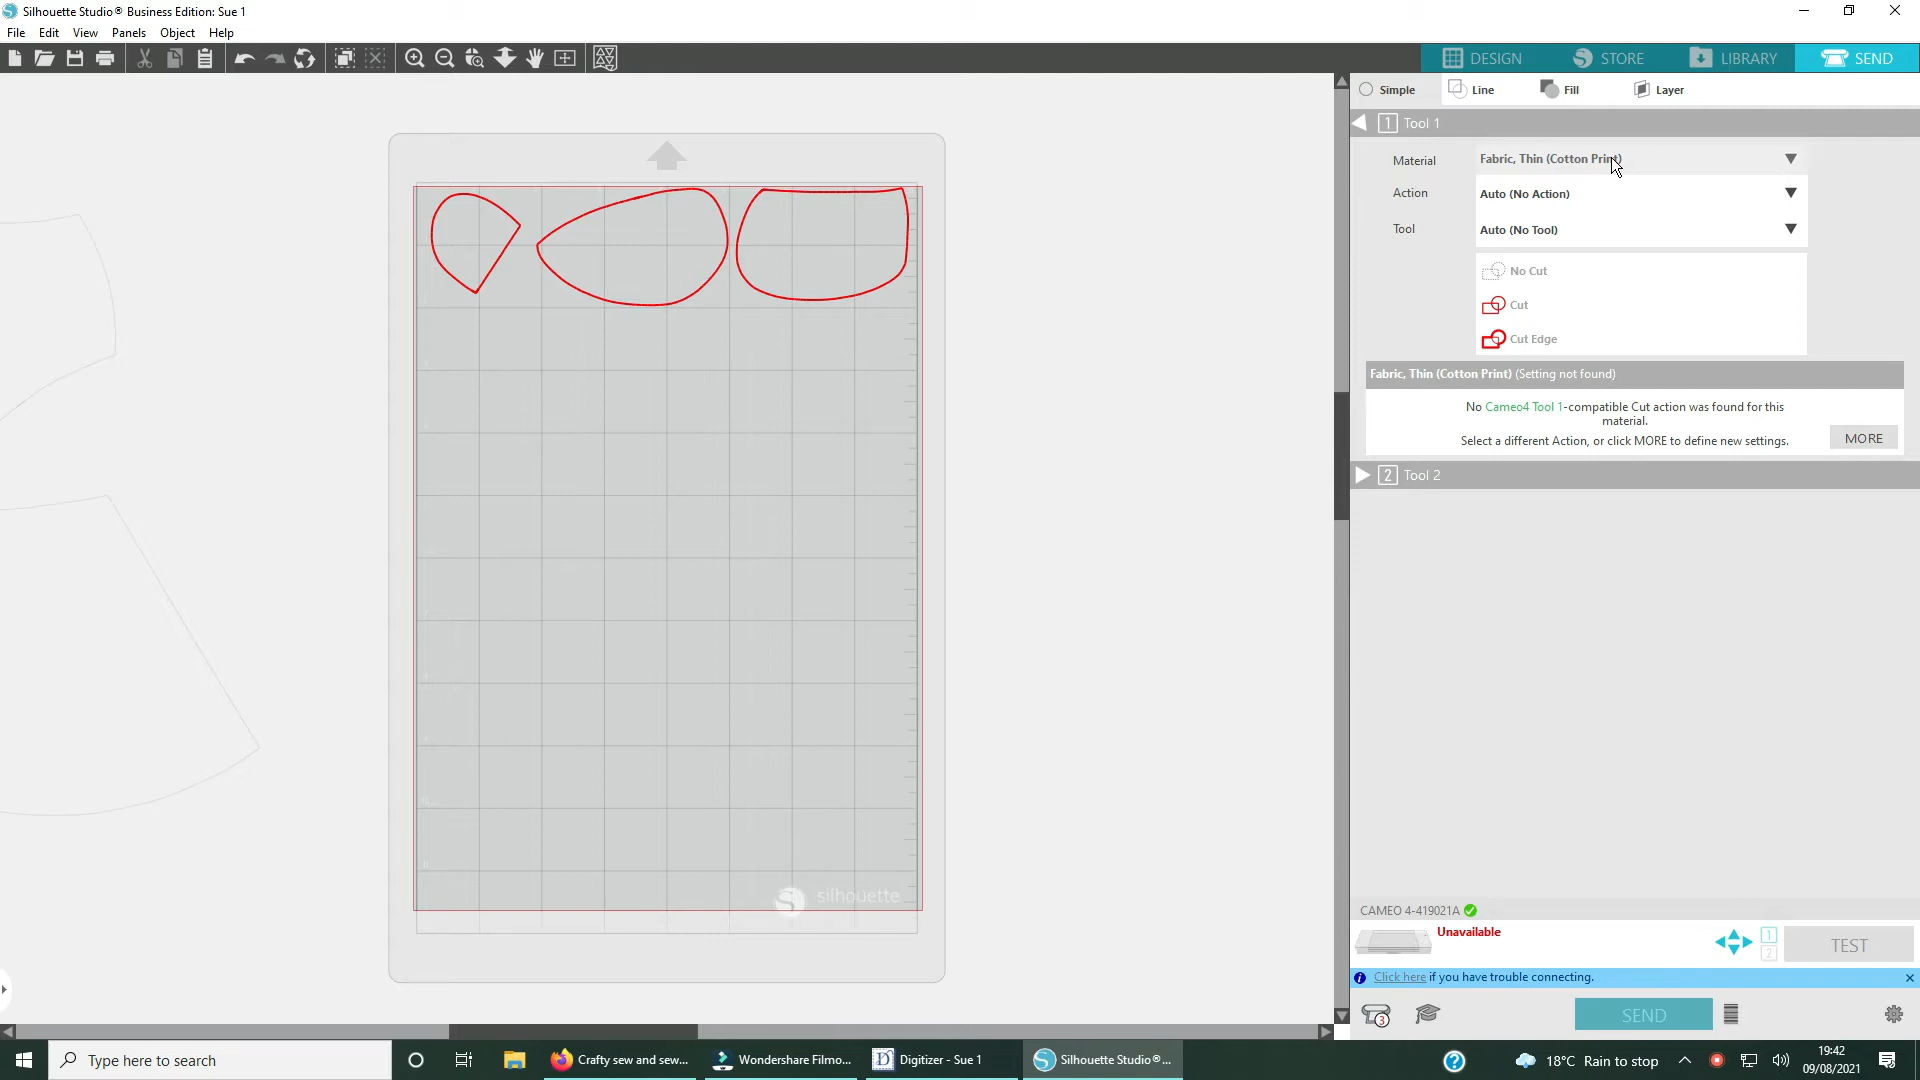 Silhouette Studio® Business Edition: Sue 1
File Edit View Panels Object Help
DESIGN STORE LIBRARY SEND
Simple Line Fill Layer
1 Tool 1
Material Fabric, Thin (Cotton Print)
Action Auto (No Action)
Tool Auto (No Tool)
No Cut
Cut
Cut Edge
Fabric, Thin (Cotton Print) (Setting not found)
No Cameo4 Tool 1-compatible Cut action was found for this
material.
Select a different Action, or click MORE to define new settings.
MORE
2 Tool 2
silhouette
CAMEO 4-419021A
Unavailable
1
2
TEST
Click here if you have trouble connecting.
3
SEND
Type here to search
Crafty sew and sew...
Wondershare Filmo...
Digitizer - Sue 1
Silhouette Studio®...
18°C Rain to stop
19:42
09/08/2021